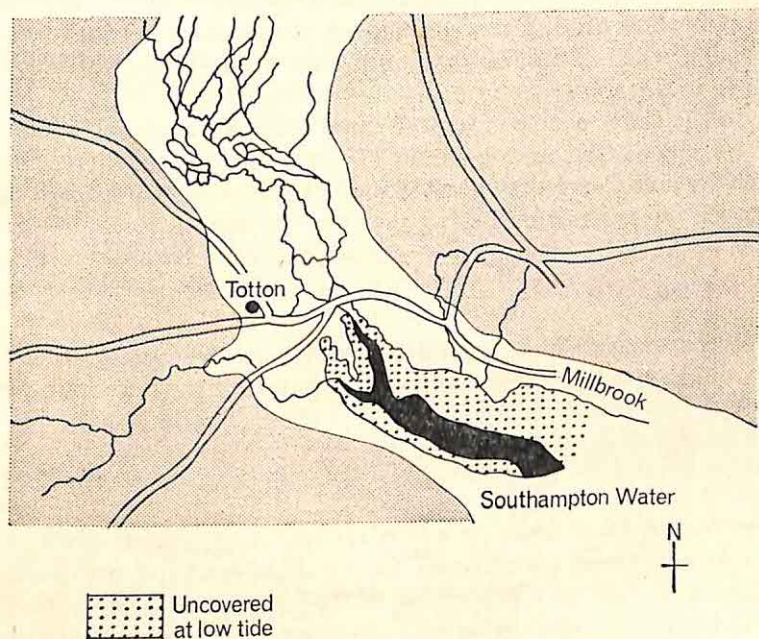 Totton
Millbrook
Southampton Water
N
Uncovered
at low tide